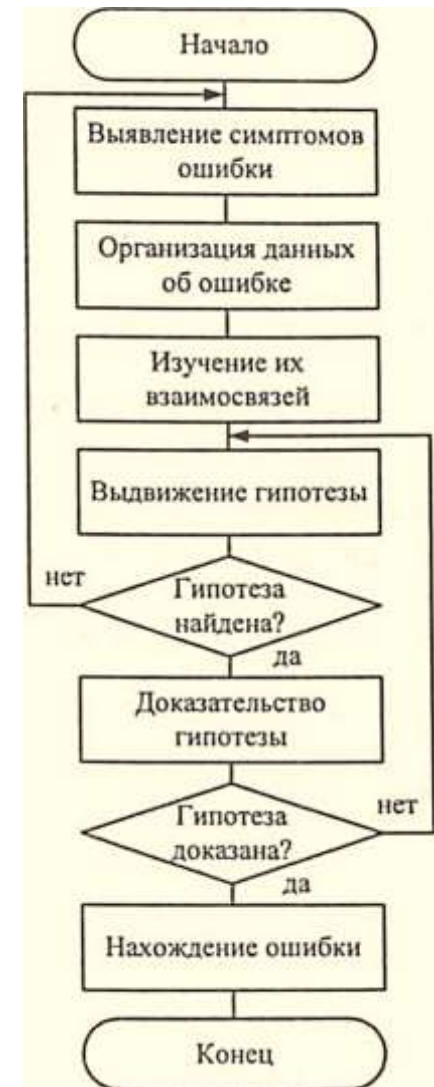 Начало
Выявление симптомов
ошибки
Организация данных
об ошибке
Изучение их
взаимосвязей
Выдвижение гипотезы
нет
Гипотеза
найдена?
да
Доказательство
гипотезы
нет
Гипотеза
доказана?
да
Нахождение ошибки
Конец